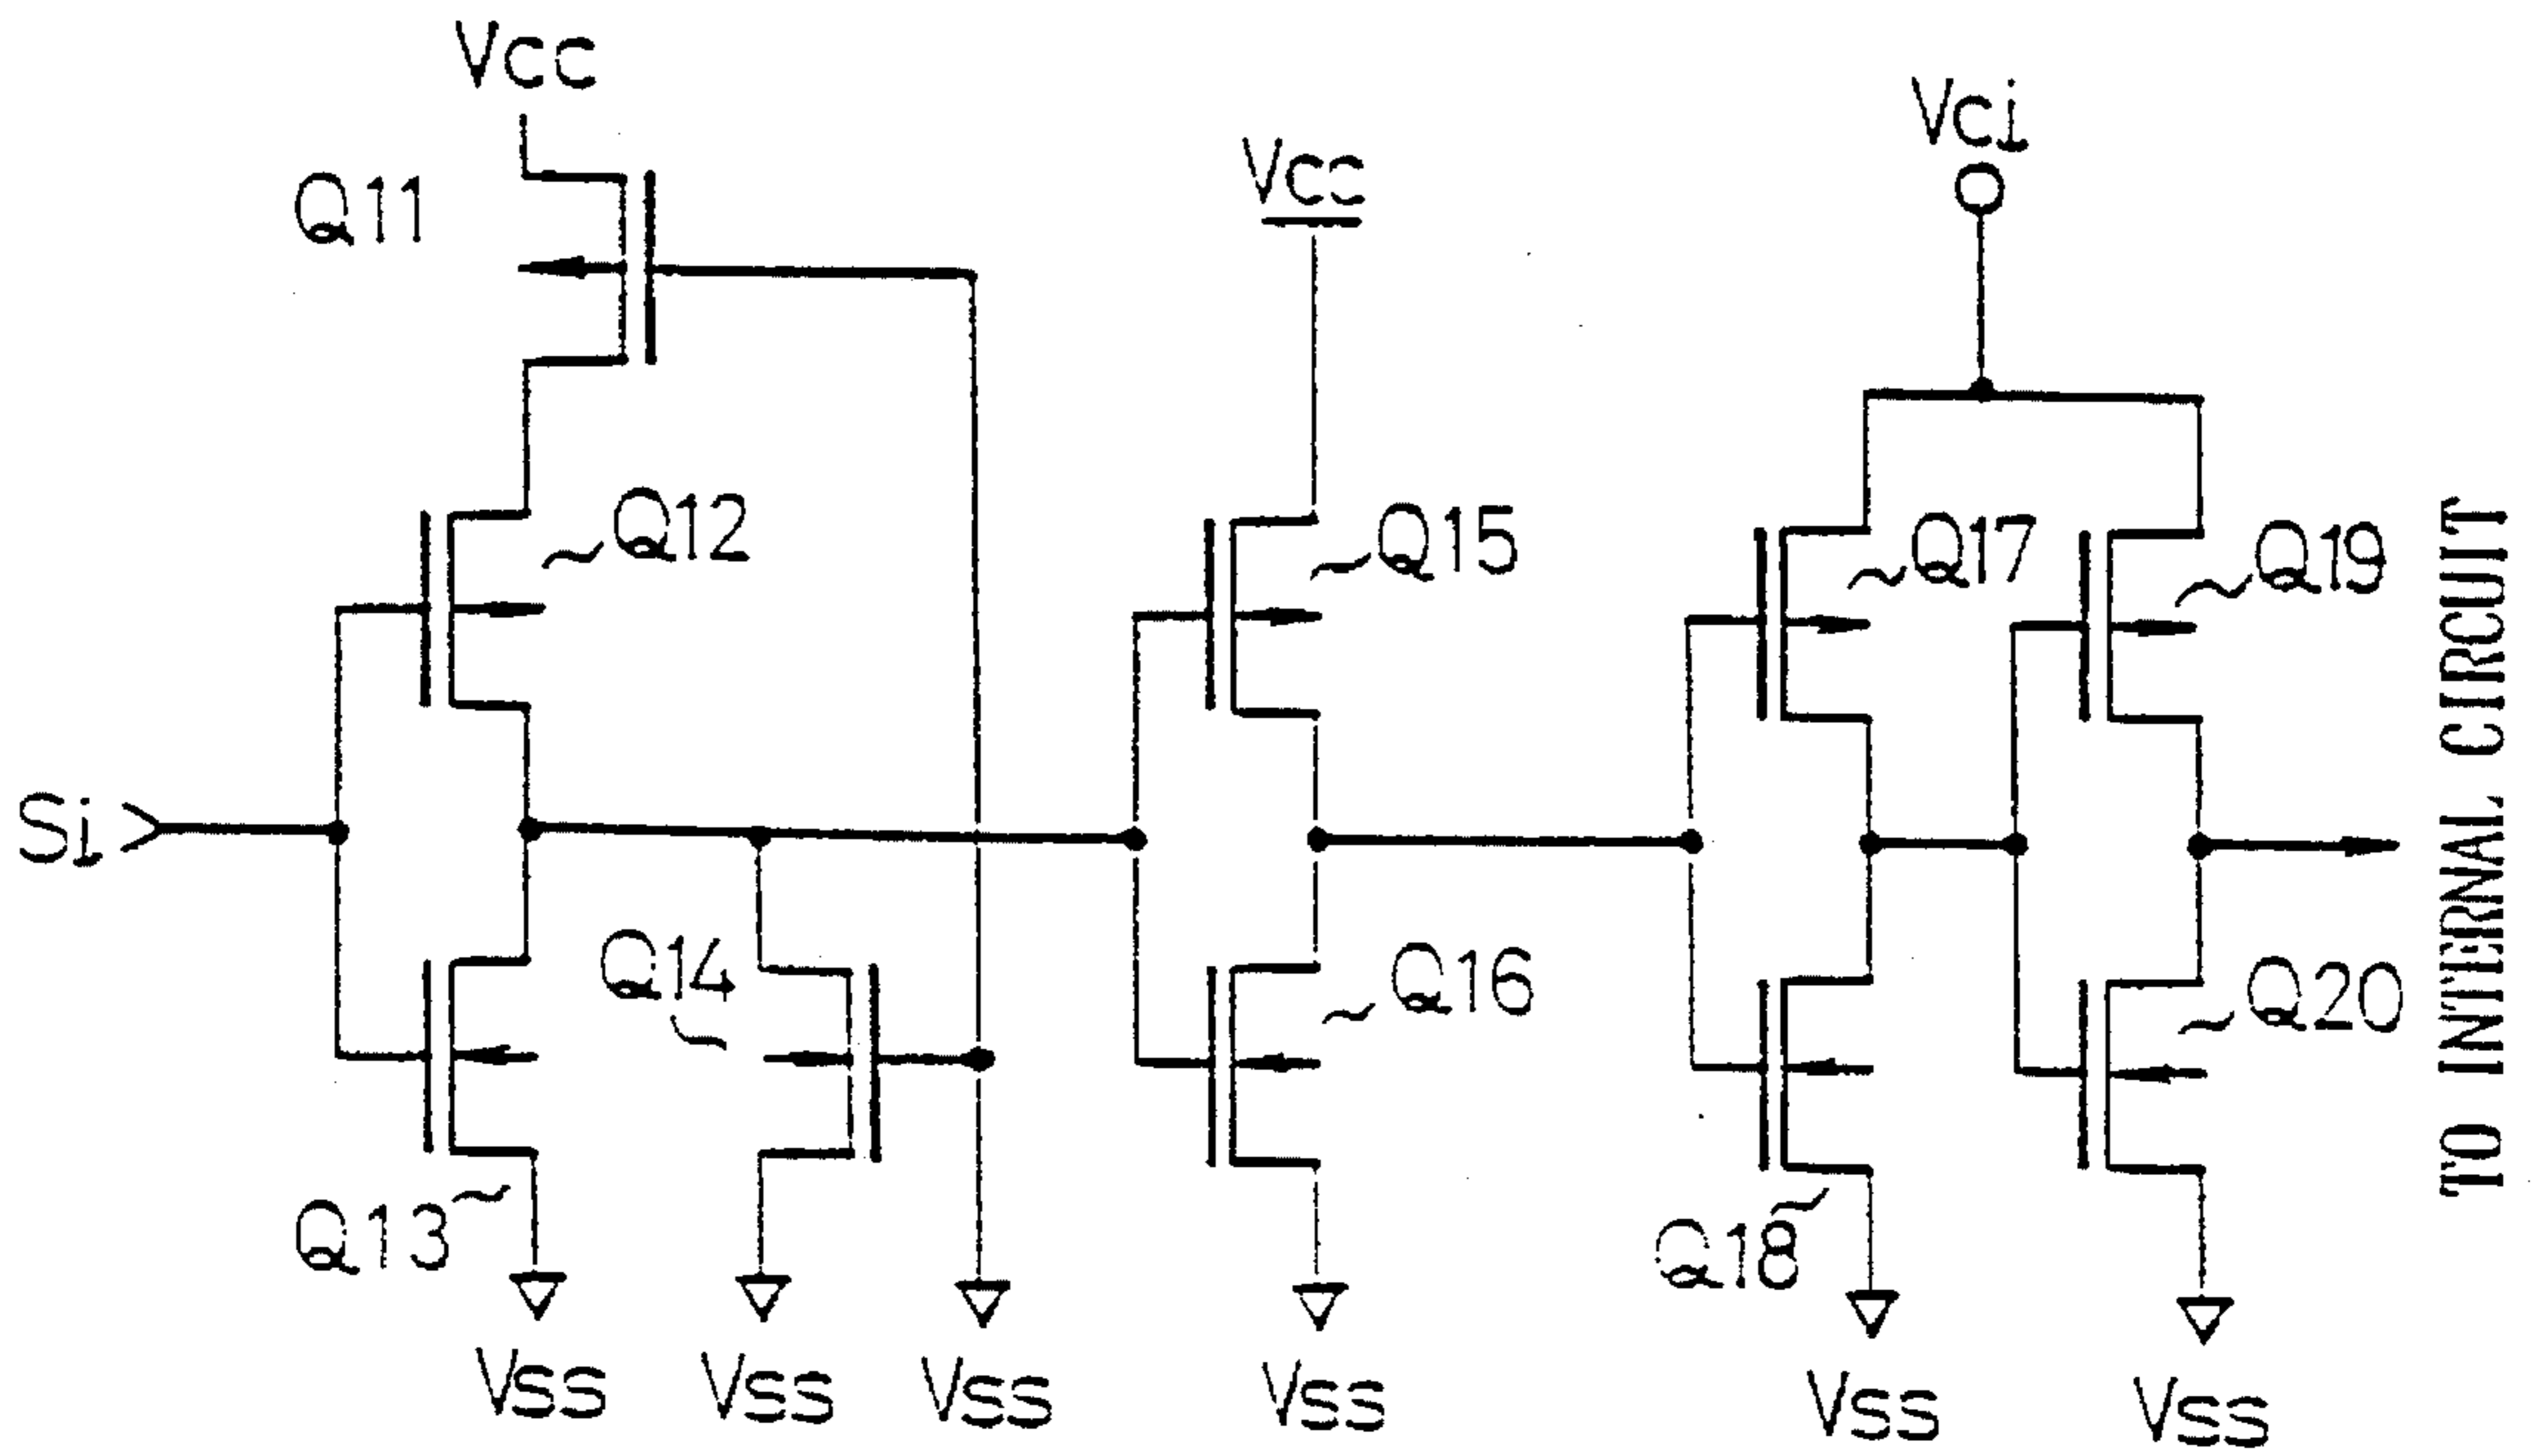 Vcc
Vcc
Vci
Q11
Q12
Q15
Q17
Q19
Si
Q14
Q16
Q20
Q13
Q18
Vss
Vss
Vss
Vss
Vss
Vss
TO INTERNAL CIRCUIT